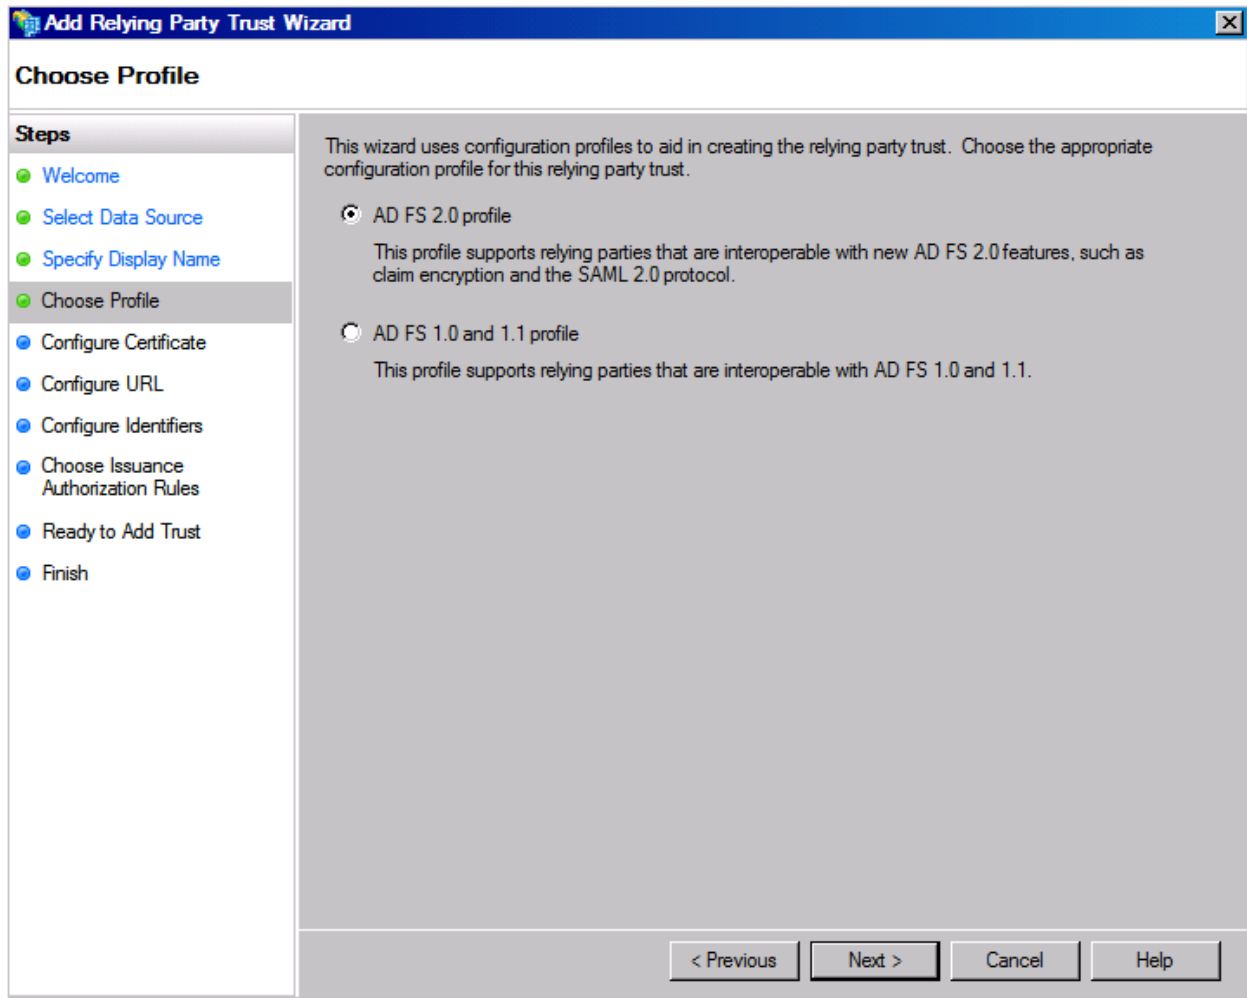 Add Relying Party Trust Wizard
Choose Profile
Steps
Welcome
Select Data Source
Specify Display Name
Choose Profile
Configure Certificate
Configure URL
Configure Identifiers
Choose Issuance
Authorization Rules
Ready to Add Trust
Finish
This wizard uses configuration profiles to aid in creating the relying party trust. Choose the appropriate
configuration profile for this relying party trust.
AD FS 2.0 profile
This profile supports relying parties that are interoperable with new AD FS 2.0 features, such as
claim encryption and the SAML 2.0 protocol.
AD FS 1.0 and 1.1 profile
This profile supports relying parties that are interoperable with AD FS 1.0 and 1.1.
< Previous
Next >
Cancel
Help